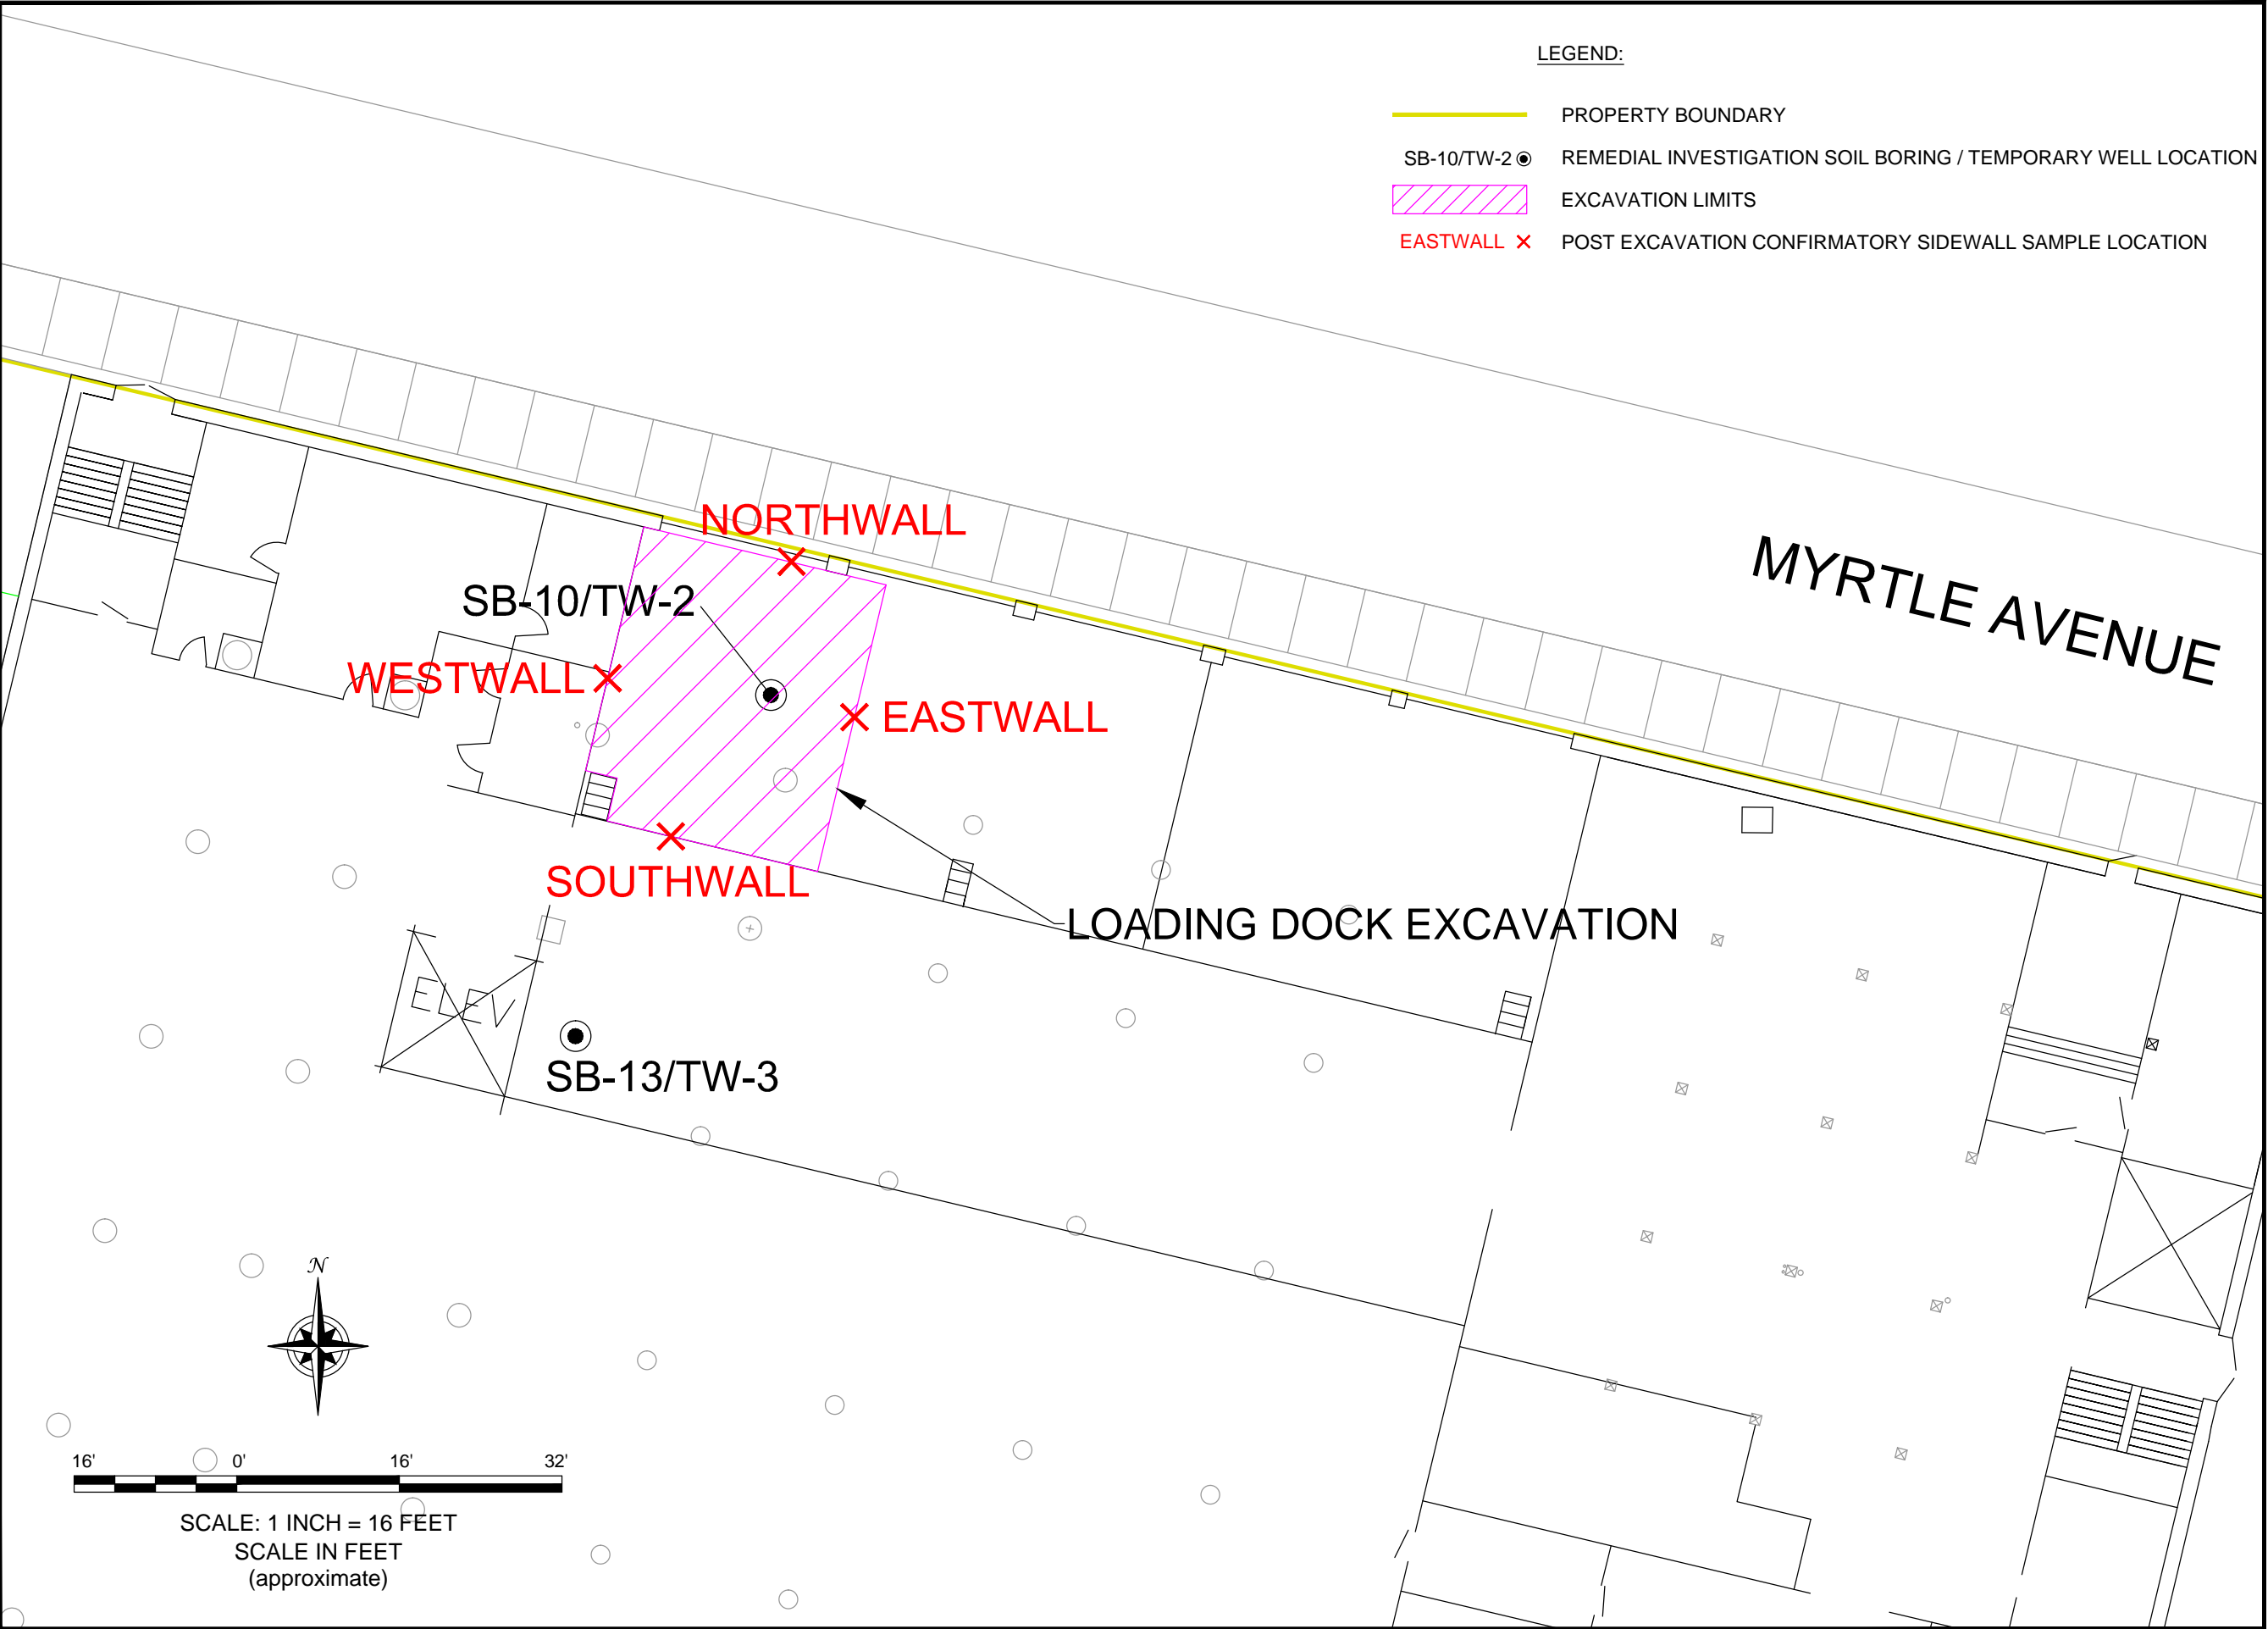 LEGEND:
PROPERTY BOUNDARY
SB-10/TW-2 REMEDIAL INVESTIGATION SOIL BORING / TEMPORARY WELL LOCATION
EXCAVATION LIMITS
EASTWALL POST EXCAVATION CONFIRMATORY SIDEWALL SAMPLE LOCATION
NORTHWALL
MYRTLE AVENUE
SB-10/TW-2
WESTWALL
EASTWALL
SOUTHWALL
LOADING DOCK EXCAVATION
ELEV
SB-13/TW-3
N
16' 0' 16' 32'
SCALE: 1 INCH = 16 FEET
SCALE IN FEET
(approximate)